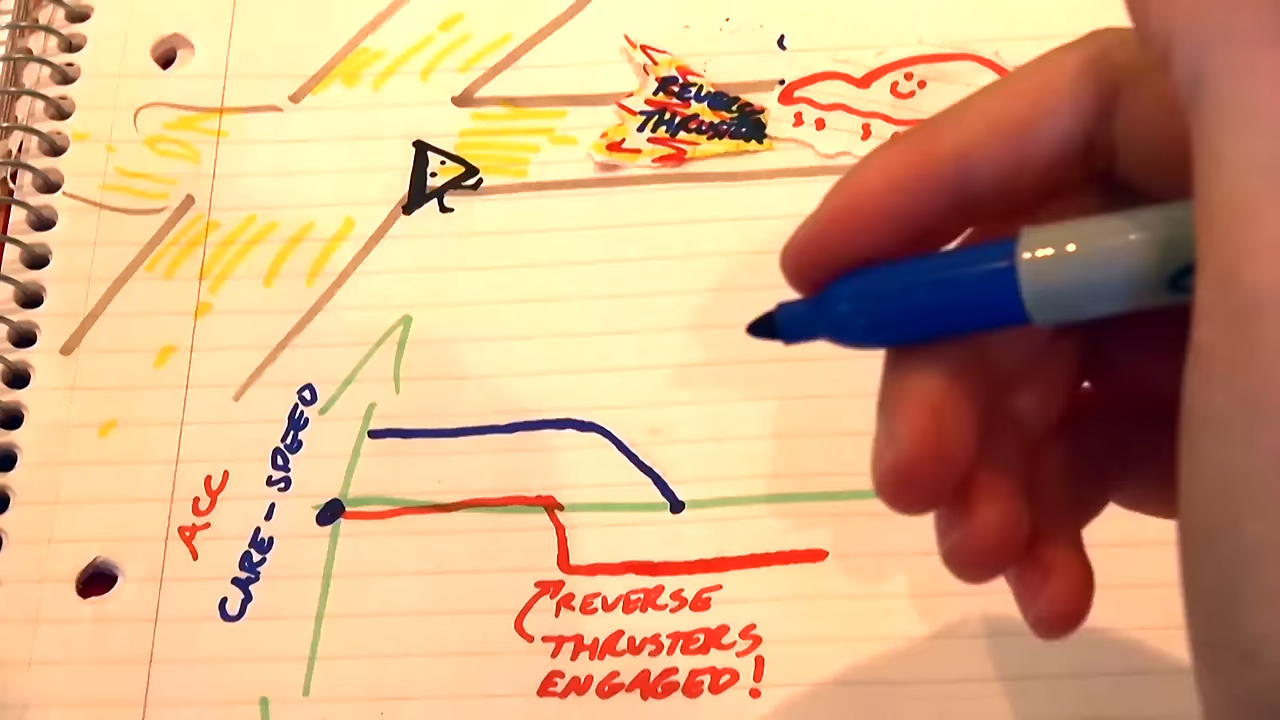 REVERSE
THRUSTER
ACC
CARE-SPEED
REVERSE
THRUSTERS
ENGAGED!